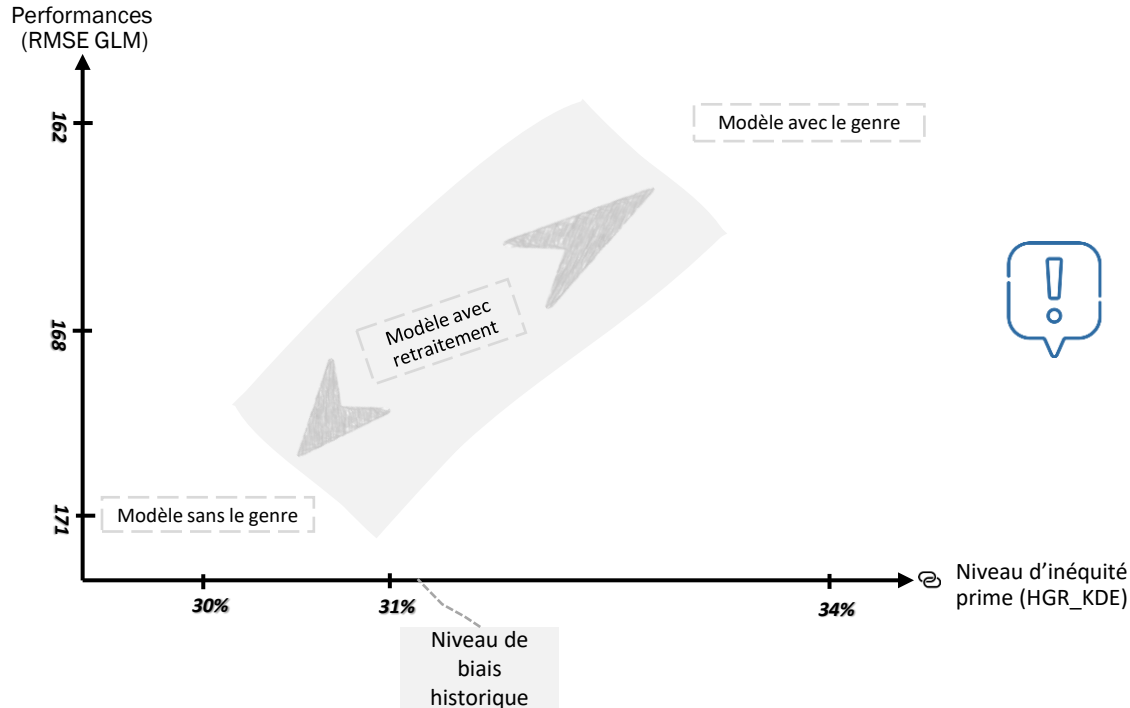 Performances
(RMSE GLM)
162
Modèle avec le genre
Modèle avec
retraitement
168
171
Modèle sans le genre
30%
31%
34%
Niveau d’inéquité
prime (HGR_KDE)
Niveau de
biais
historique